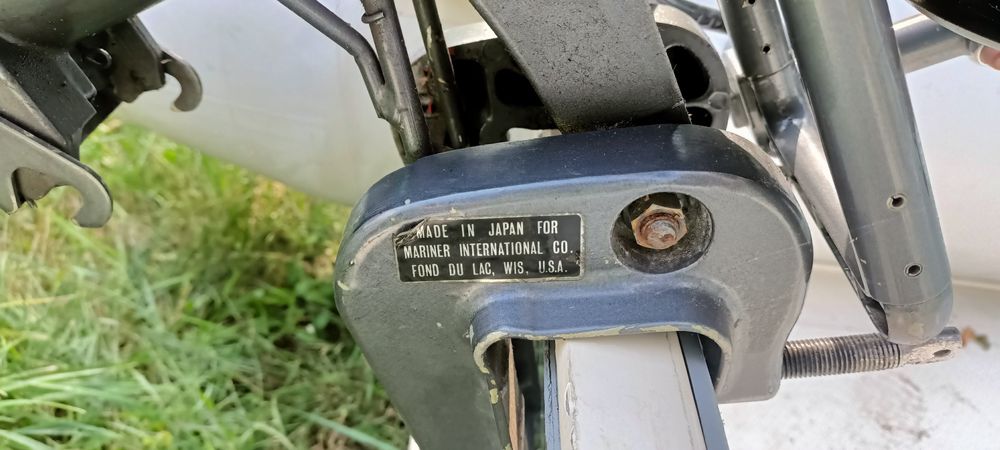 MADE IN JAPAN FOR
MARINER INTERNATIONAL CO.
FOND DU LAC, WIS. U.S.A.